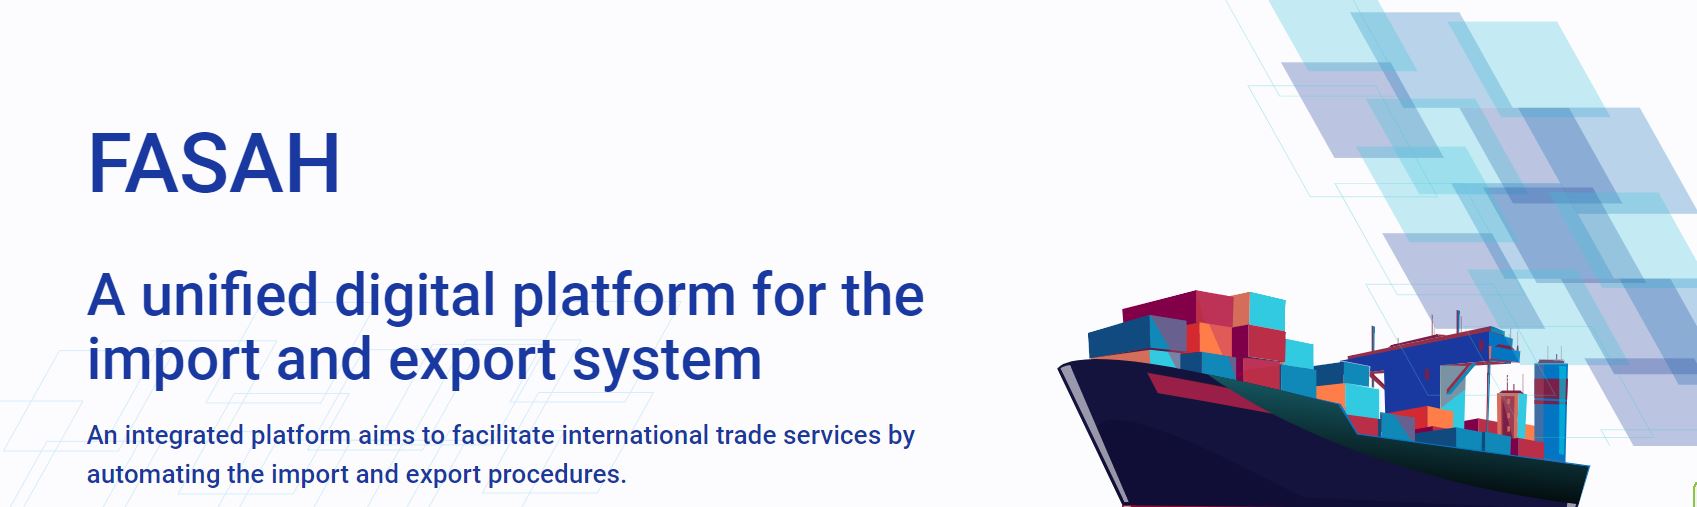 FASAH
A unified digital platform for the
import and export system
An integrated platform aims to facilitate international trade services by
automating the import and export procedures.